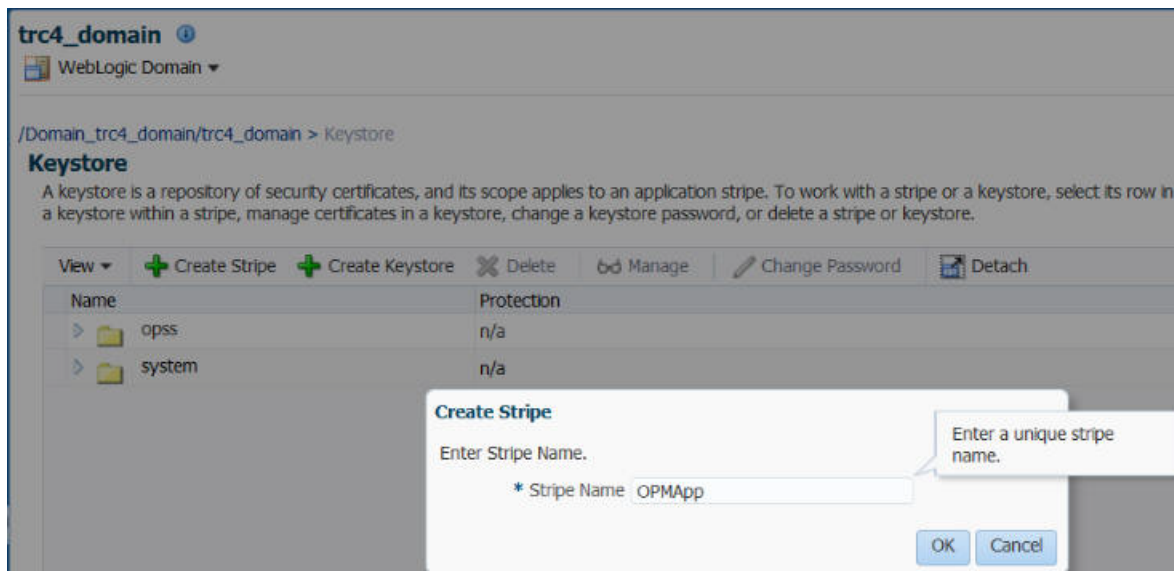 trc4_domain
WebLogic Domain
/Domain_trc4_domain/trc4_domain > Keystore
Keystore
A keystore is a repository of security certificates, and its scope applies to an application stripe. To work with a stripe or a keystore, select its row in
a keystore within a stripe, manage certificates in a keystore, change a keystore password, or delete a stripe or keystore.
View Create Stripe Create Keystore Delete Manage Change Password Detach
Name Protection
opss n/a
system n/a
Create Stripe
Enter a unique stripe
name.
Enter Stripe Name.
* Stripe Name OPMApp
OK Cancel